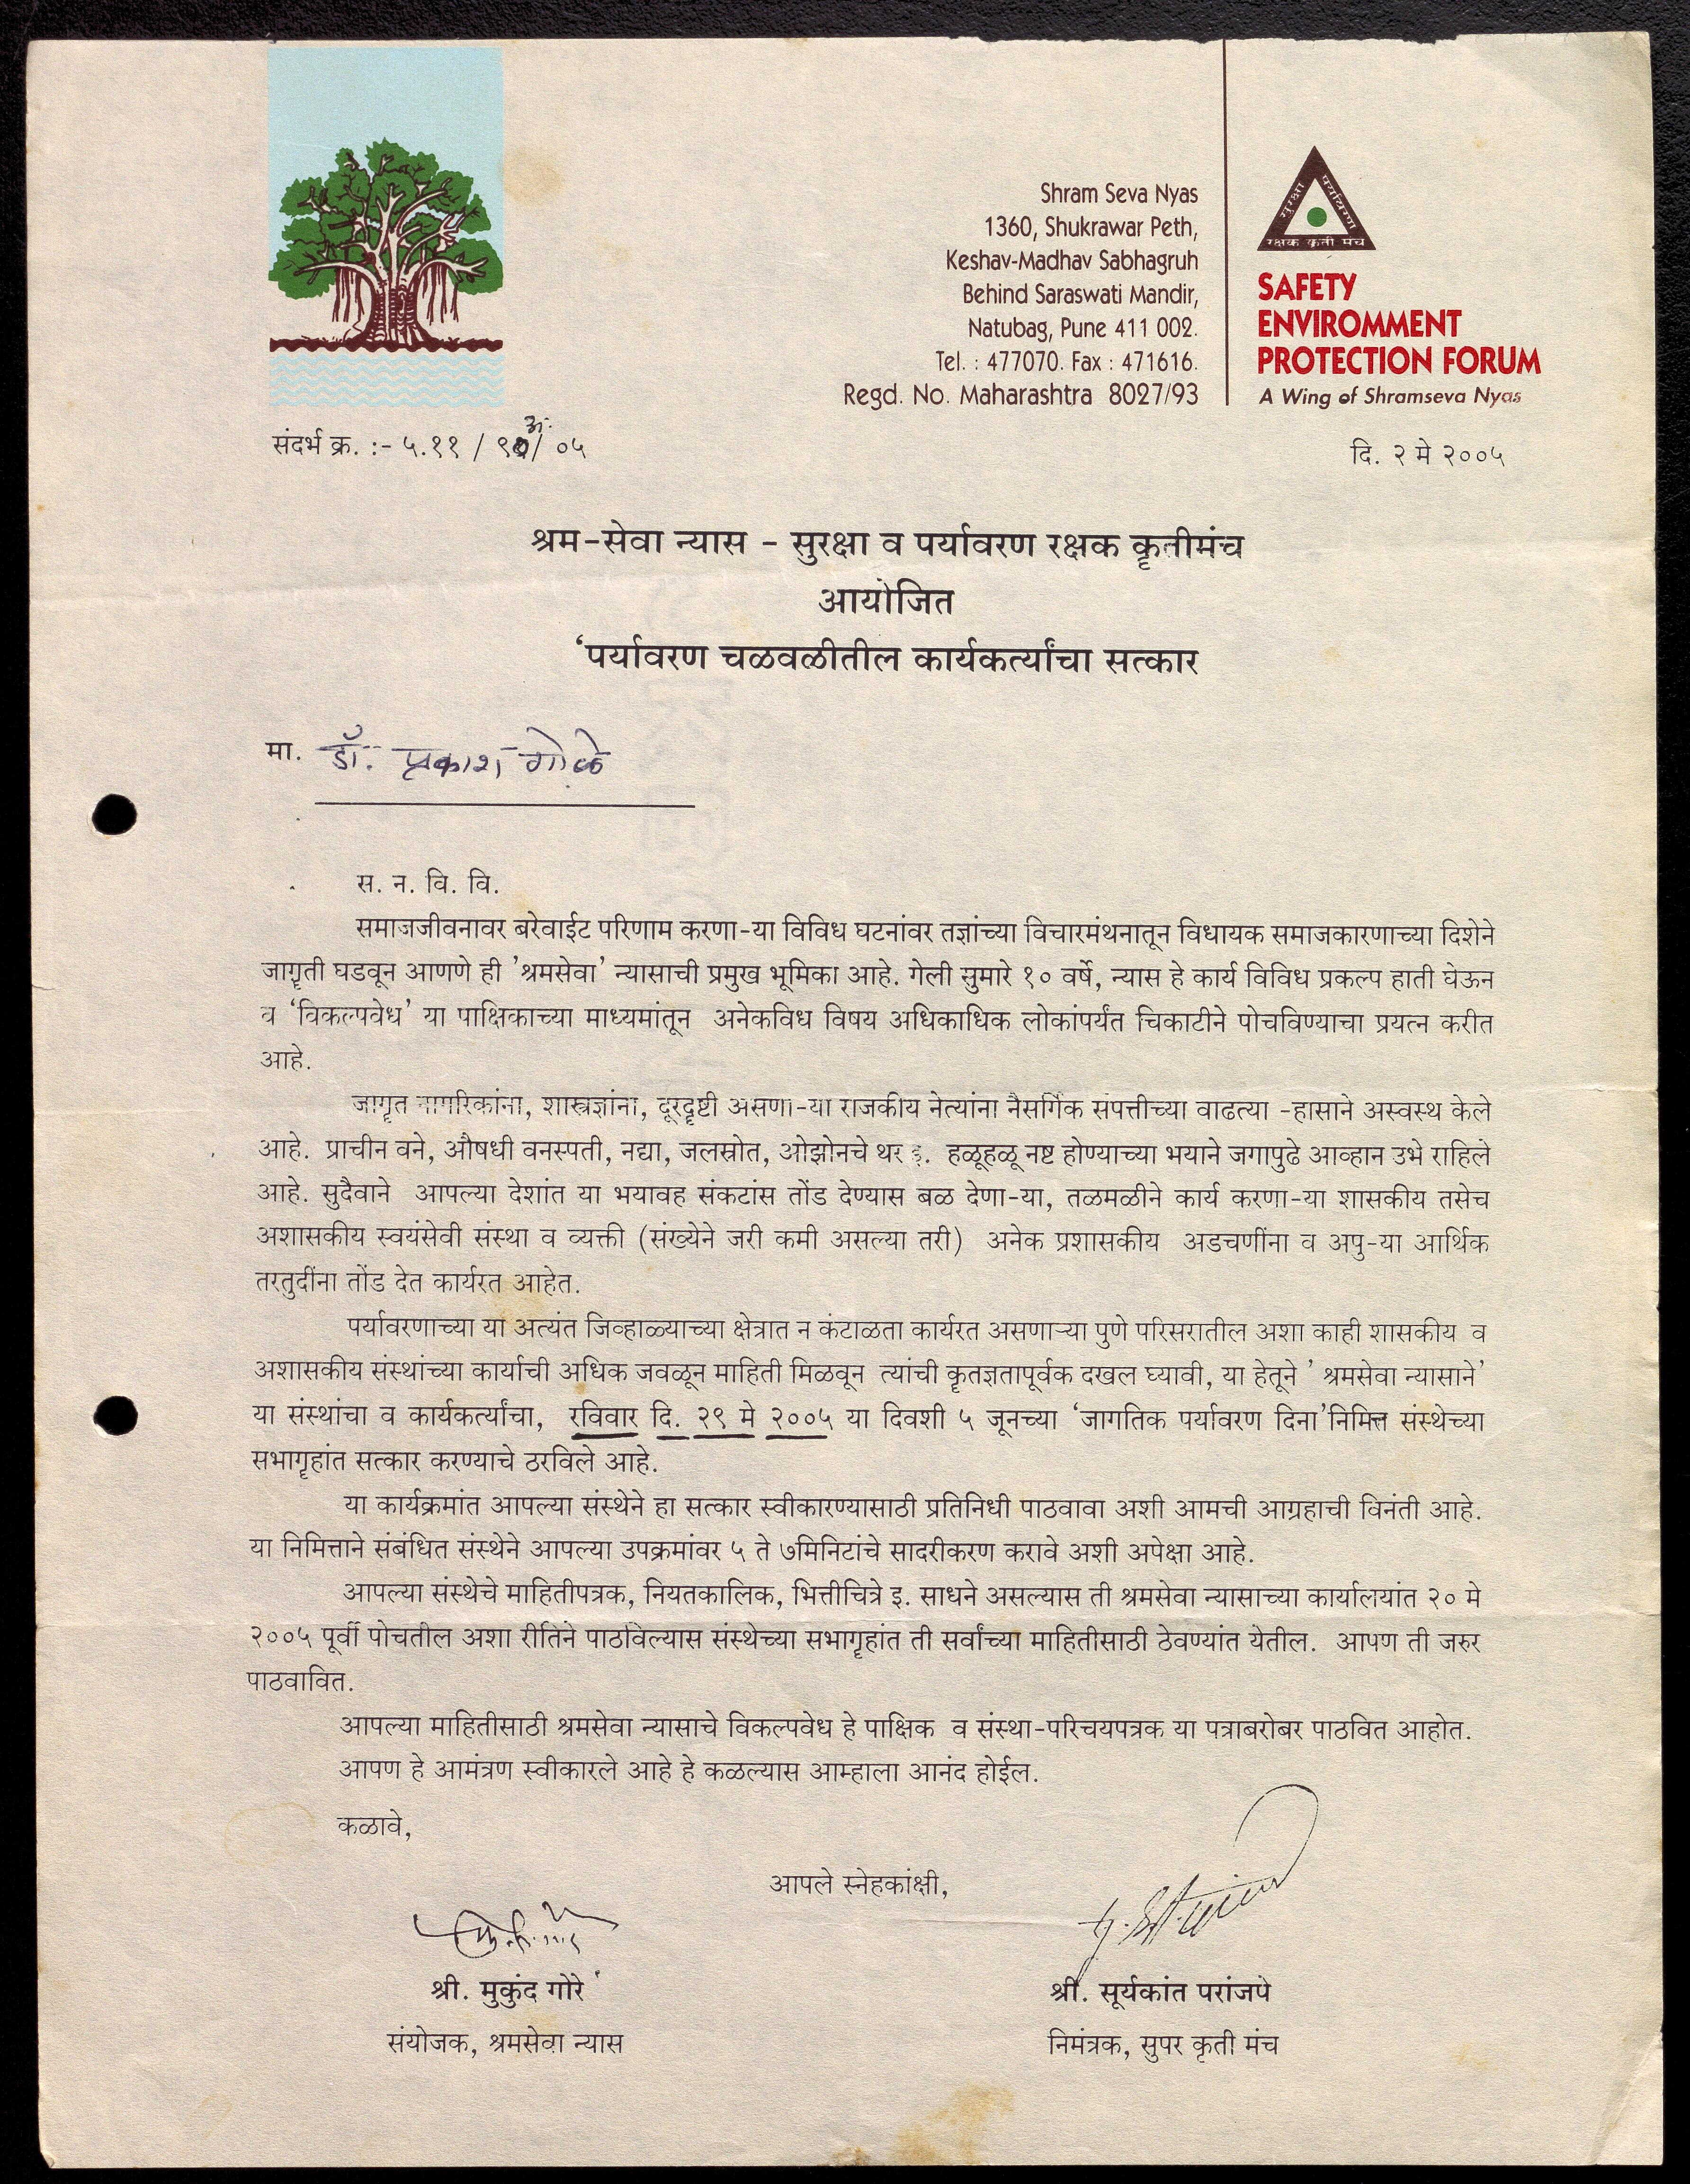 Shram Seva Nyas
1360, Shukrawar Peth,
Keshav-Madhav Sabhagruh
Behind Saraswati Mandir,
Natubag, Pune 411 002.
Tel. : 477070. Fax : 471616.
Regd. No. Maharashtra 8027/93
सुरक्षा पर्यावरण
रक्षक कृती मंच
SAFETY
ENVIROMMENT
PROTECTION FORUM
A Wing of Shramseva Nyas
संदर्भ क्र. :- ५.११ / / ०५
दि. २ मे २००५
श्रम-सेवा न्यास - सुरक्षा व पर्यावरण रक्षक कृतीमंच
आयोजित
‘पर्यावरण चळवळीतील कार्यकर्त्यांचा सत्कार
मा. डॉ. प्रकाश गोळे
स. न. वि. वि.
समाजजीवनावर बरेवाईट परिणाम करणा-या विविध घटनांवर तज्ञांच्या विचारमंथनातून विधायक समाजकारणाच्या दिशेने
जागृती घडवून आणणे ही ’श्रमसेवा’ न्यासाची प्रमुख भूमिका आहे. गेली सुमारे १० वर्षे, न्यास हे कार्य विविध प्रकल्प हाती घेऊन
व ‘विकल्पवेध’ या पाक्षिकाच्या माध्यमांतून अनेकविध विषय अधिकाधिक लोकांपर्यंत चिकाटीने पोचविण्याचा प्रयत्न करीत
आहे.
जागृत नागरिकांना, शास्त्रज्ञांना, दूरदृष्टी असणा-या राजकीय नेत्यांना नैसर्गिक संपत्तीच्या वाढत्या -हासाने अस्वस्थ केले
आहे. प्राचीन वने, औषधी वनस्पती, नद्या, जलस्रोत, ओझोनचे थर इ. हळूहळू नष्ट होण्याच्या भयाने जगापुढे आव्हान उभे राहिले
आहे. सुदैवाने आपल्या देशांत या भयावह संकटांस तोंड देण्यास बळ देणा-या, तळमळीने कार्य करणा-या शासकीय तसेच
अशासकीय स्वयंसेवी संस्था व व्यक्ती (संख्येने जरी कमी असल्या तरी) अनेक प्रशासकीय अडचणींना व अपु-या आर्थिक
तरतुदींना तोंड देत कार्यरत आहेत.
पर्यावरणाच्या या अत्यंत जिव्हाळ्याच्या क्षेत्रात न कंटाळता कार्यरत असणाऱ्या पुणे परिसरातील अशा काही शासकीय व
अशासकीय संस्थांच्या कार्याची अधिक जवळून माहिती मिळवून त्यांची कृतज्ञतापूर्वक दखल घ्यावी, या हेतूने ’ श्रमसेवा न्यासाने’
या संस्थांचा व कार्यकर्त्यांचा, रविवार दि. २९ मे २००५ या दिवशी ५ जूनच्या ‘जागतिक पर्यावरण दिना’निमित्त संस्थेच्या
सभागृहांत सत्कार करण्याचे ठरविले आहे.
या कार्यक्रमांत आपल्या संस्थेने हा सत्कार स्वीकारण्यासाठी प्रतिनिधी पाठवावा अशी आमची आग्रहाची विनंती आहे.
या निमित्ताने संबंधित संस्थेने आपल्या उपक्रमांवर ५ ते ७मिनिटांचे सादरीकरण करावे अशी अपेक्षा आहे.
आपल्या संस्थेचे माहितीपत्रक, नियतकालिक, भित्तीचित्रे इ. साधने असल्यास ती श्रमसेवा न्यासाच्या कार्यालयांत २० मे
२००५ पूर्वी पोचतील अशा रीतिने पाठविल्यास संस्थेच्या सभागृहांत ती सर्वांच्या माहितीसाठी ठेवण्यांत येतील. आपण ती जरुर
पाठवावित.
आपल्या माहितीसाठी श्रमसेवा न्यासाचे विकल्पवेध हे पाक्षिक व संस्था-परिचयपत्रक या पत्राबरोबर पाठवित आहोत.
आपण हे आमंत्रण स्वीकारले आहे हे कळल्यास आम्हाला आनंद होईल.
कळावे,
आपले स्नेहकांक्षी,
श्री. मुकुंद गोरे
संयोजक, श्रमसेवा न्यास
श्री. सूर्यकांत परांजपे
निमंत्रक, सुपर कृती मंच